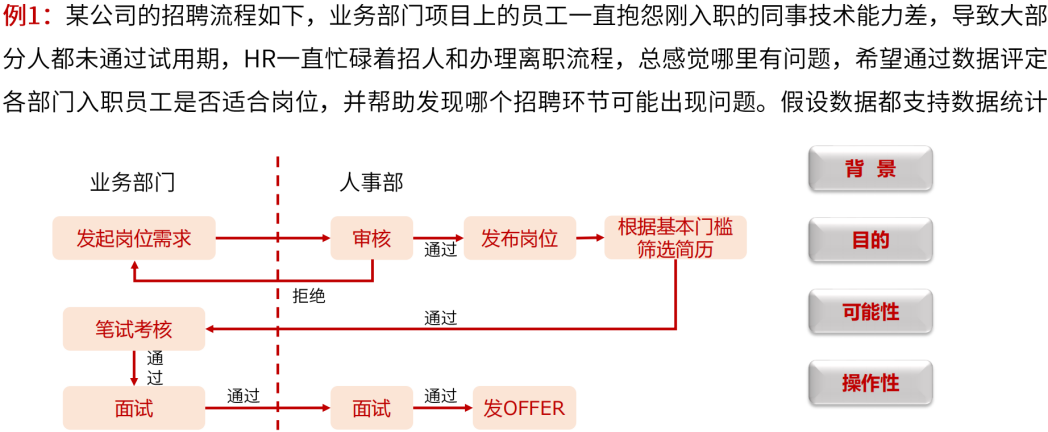 例1：某公司的招聘流程如下，业务部门项目上的员工一直抱怨刚入职的同事技术能力差，导致大部
分人都未通过试用期，HR一直忙碌着招人和办理离职流程，总感觉哪里有问题，希望通过数据评定
各部门入职员工是否适合岗位，并帮助发现哪个招聘环节可能出现问题。假设数据都支持数据统计
业务部门
人事部
发起岗位需求
审核
通过
发布岗位
根据基本门槛
筛选简历
拒绝
笔试考核
通过
通
过
面试
通过
面试
通过
发OFFER
背 景
目的
可能性
操作性